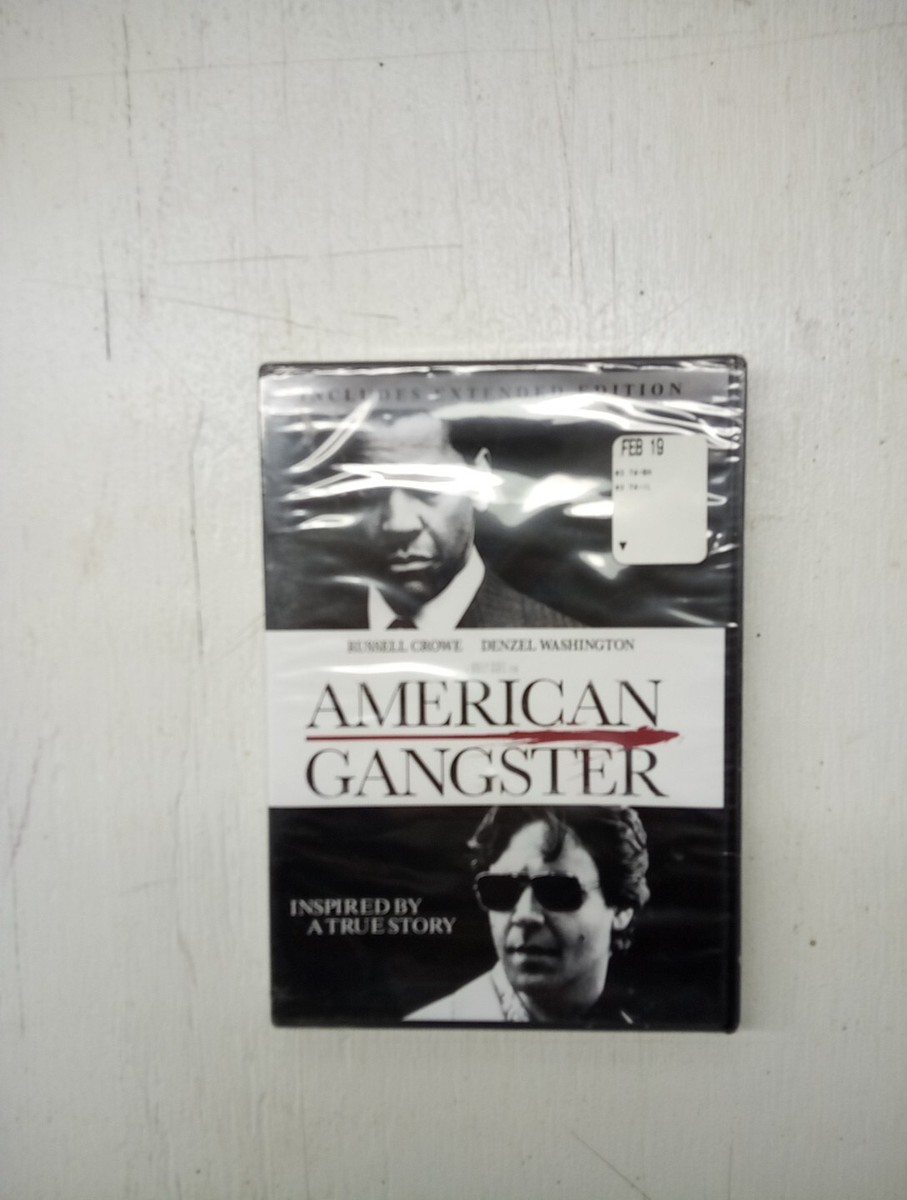 INCLUDES EXTENDED EDITION
FEB 19
RUSSELL CROWE DENZEL WASHINGTON
AMERICAN
GANGSTER
INSPIRED BY
A TRUE STORY